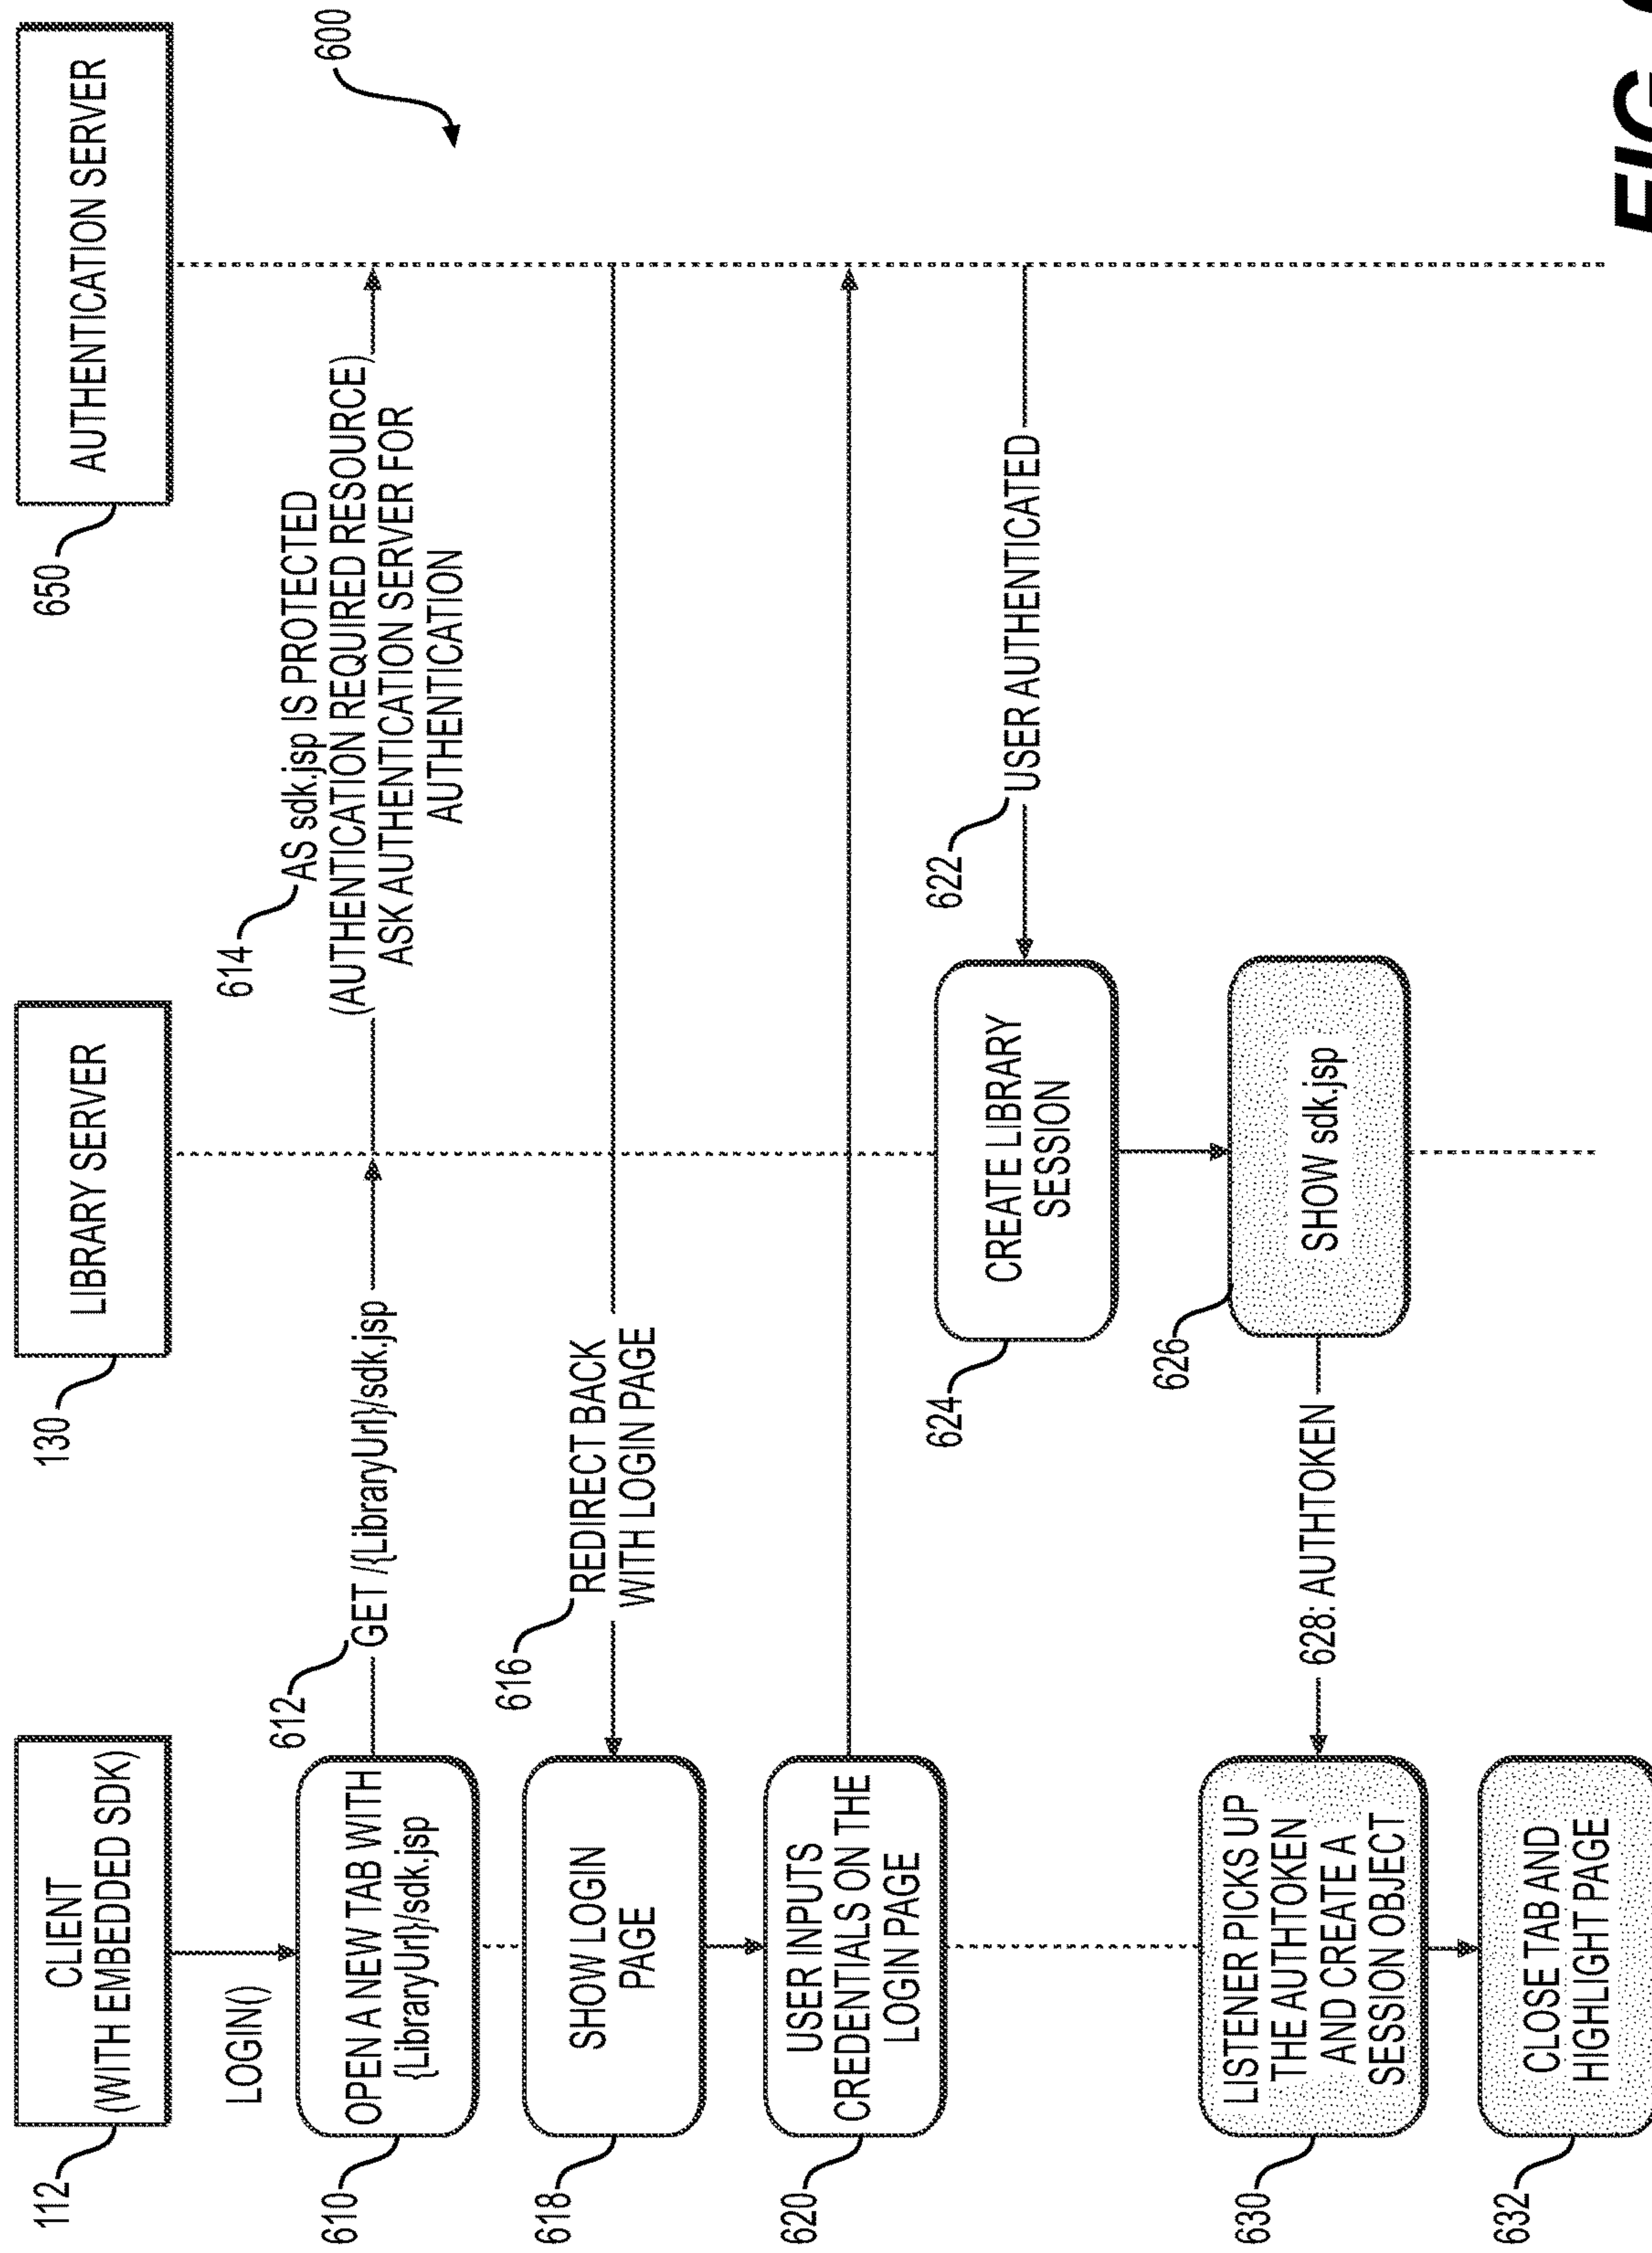 112
CLIENT
(WITH EMBEDDED SDK)
130
LIBRARY SERVER
650
AUTHENTICATION SERVER
600
LOGIN()
610
OPEN A NEW TAB WITH
{LibraryUrl}/sdk.jsp
612
GET /{LibraryUrl}/sdk.jsp
614
AS sdk.jsp IS PROTECTED
(AUTHENTICATION REQUIRED RESOURCE)
ASK AUTHENTICATION SERVER FOR
AUTHENTICATION
616
REDIRECT BACK
WITH LOGIN PAGE
618
SHOW LOGIN
PAGE
620
USER INPUTS
CREDENTIALS ON THE
LOGIN PAGE
622
USER AUTHENTICATED
624
CREATE LIBRARY
SESSION
626
SHOW sdk.jsp
628: AUTHTOKEN
630
LISTENER PICKS UP
THE AUTHTOKEN
AND CREATE A
SESSION OBJECT
632
CLOSE TAB AND
HIGHLIGHT PAGE
FIG.